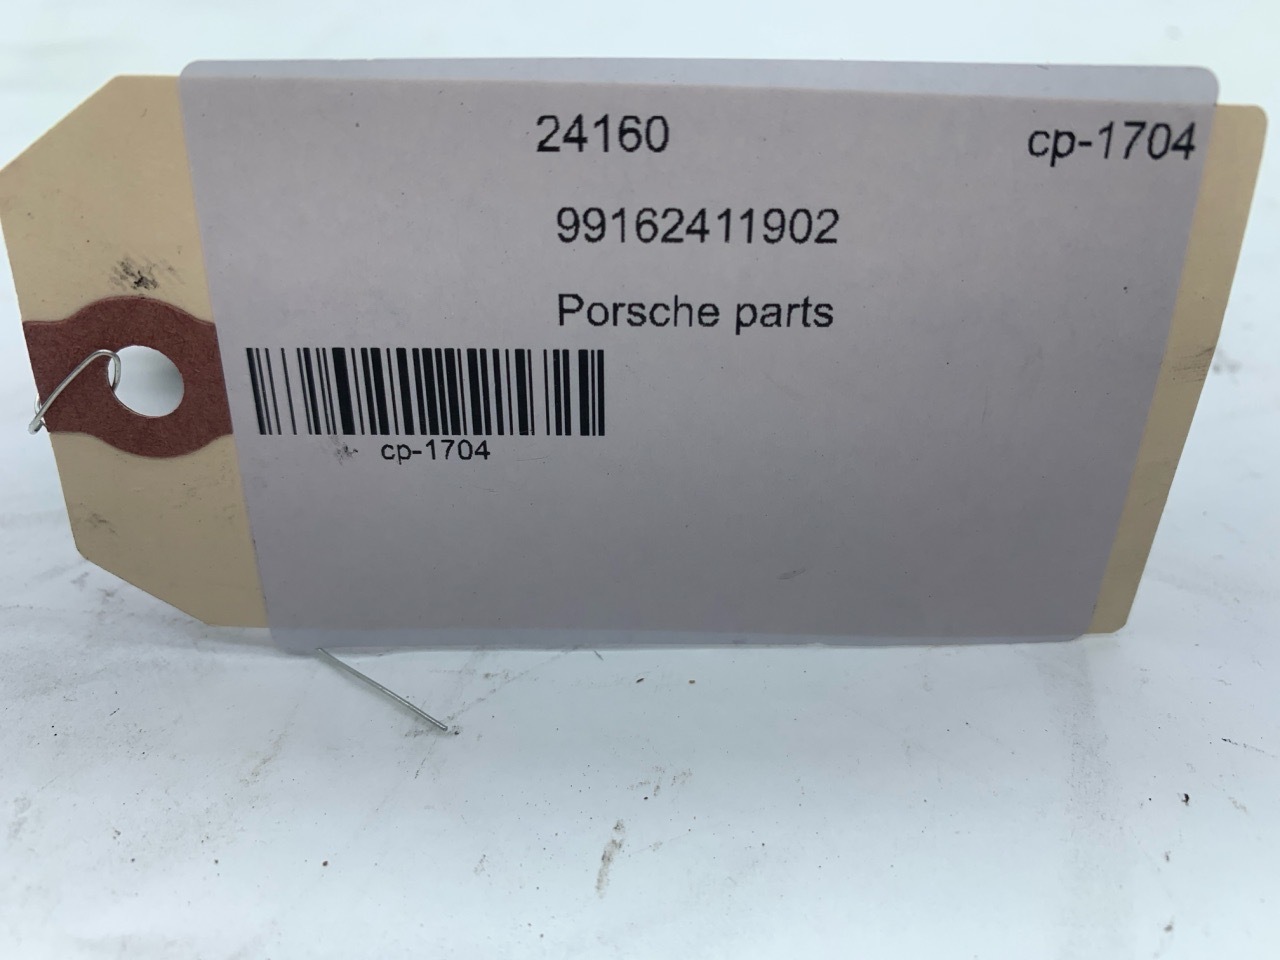 24160 cp-1704
99162411902
Porsche parts
cp-1704